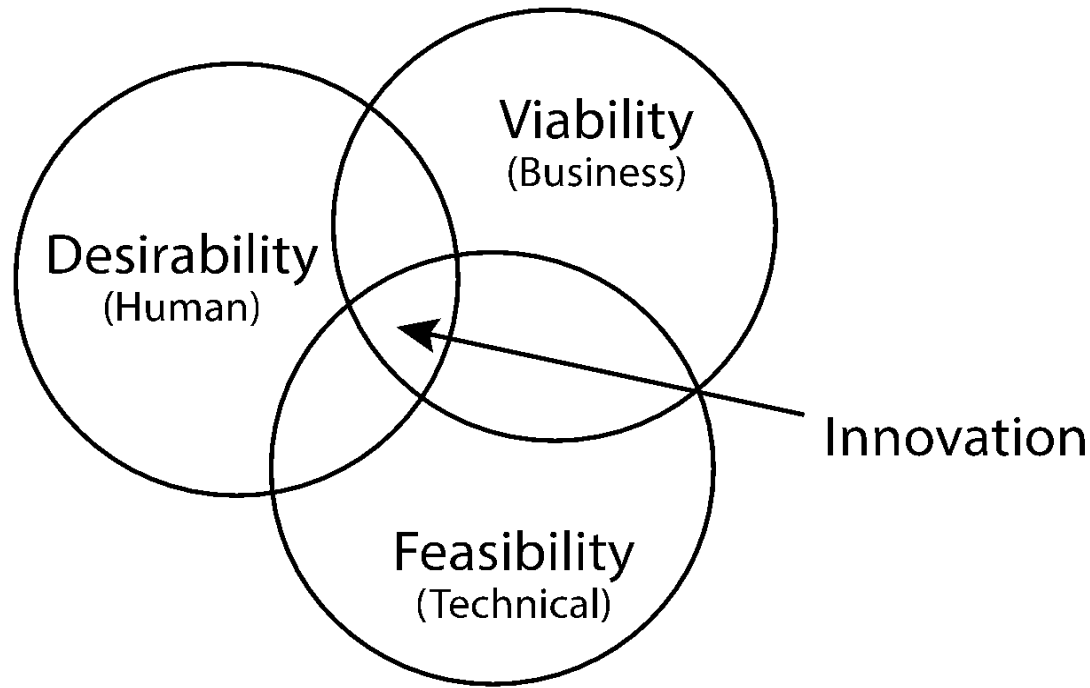 Viability
(Business)
Desirability
(Human)
Innovation
Feasibility
(Technical)